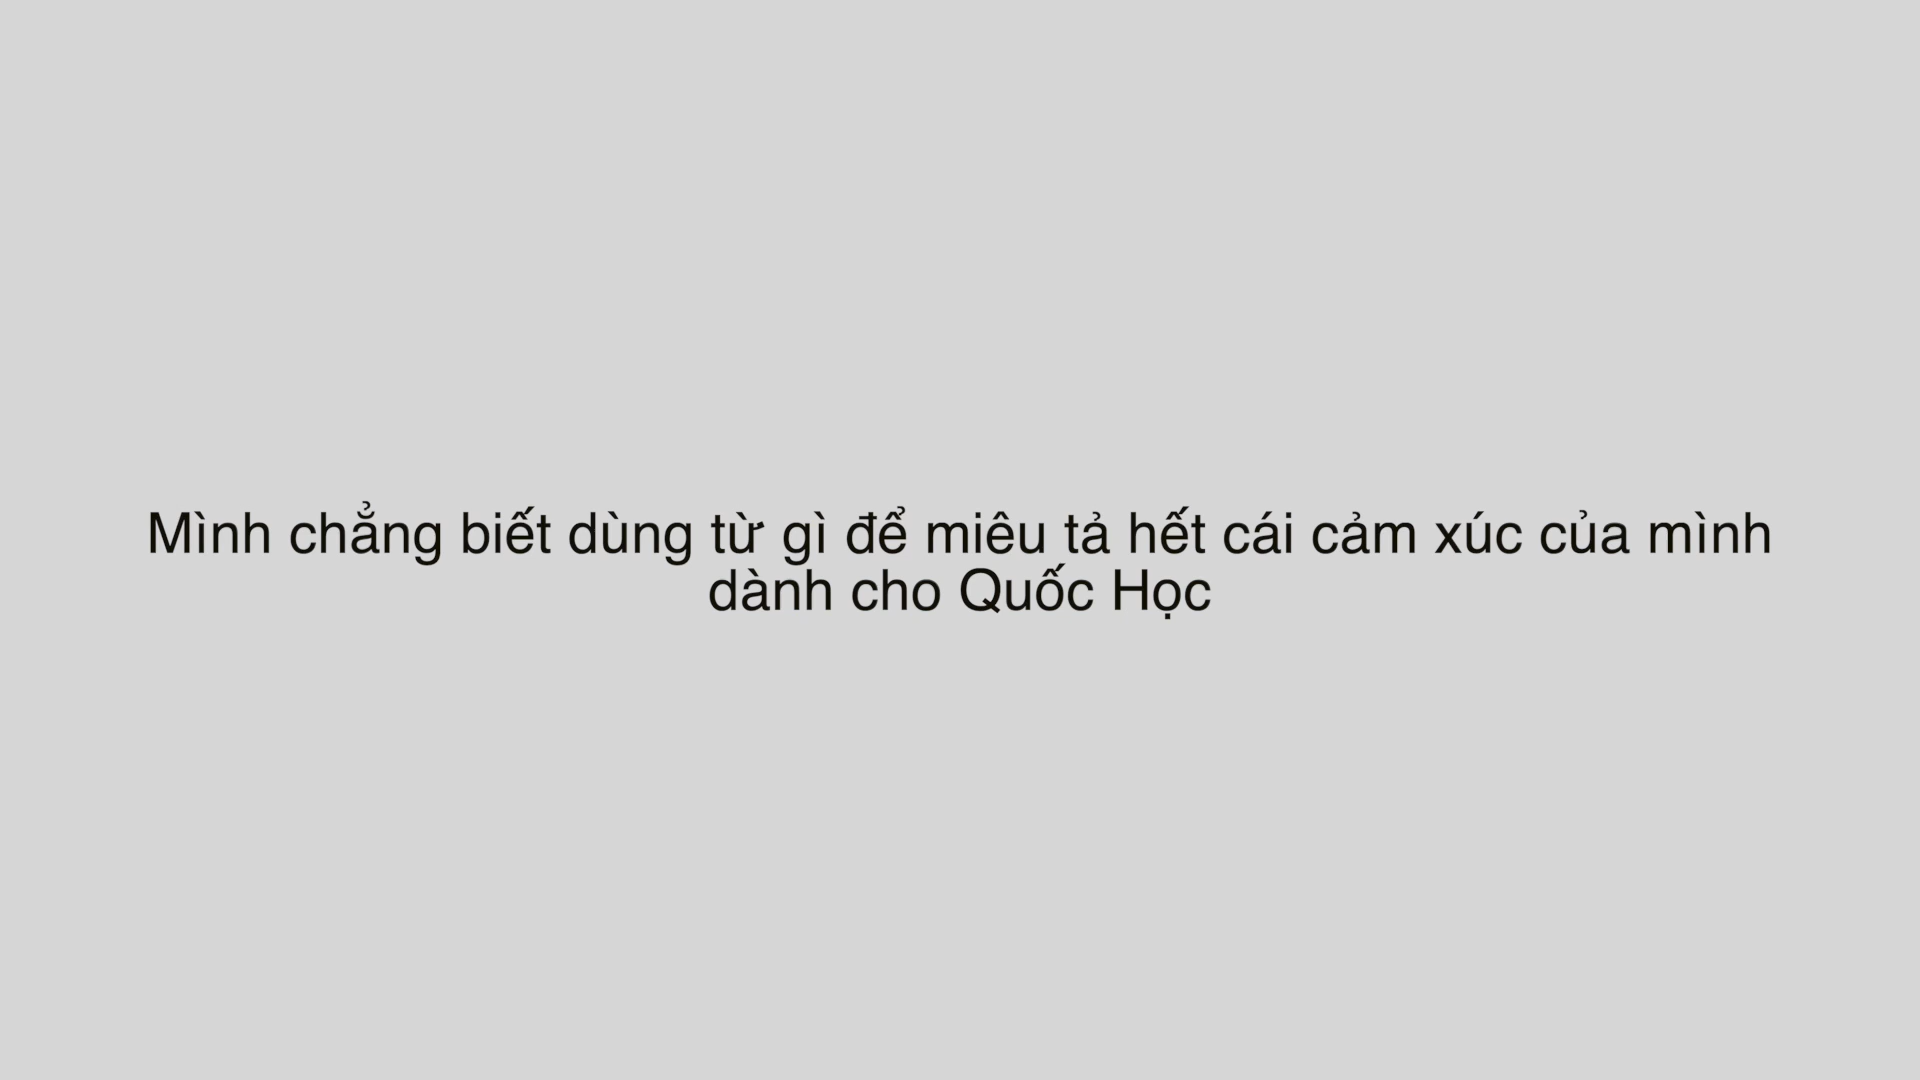 Mình chẳng biết dùng từ gì để miêu tả hết cái cảm xúc của mình
dành cho Quốc Học